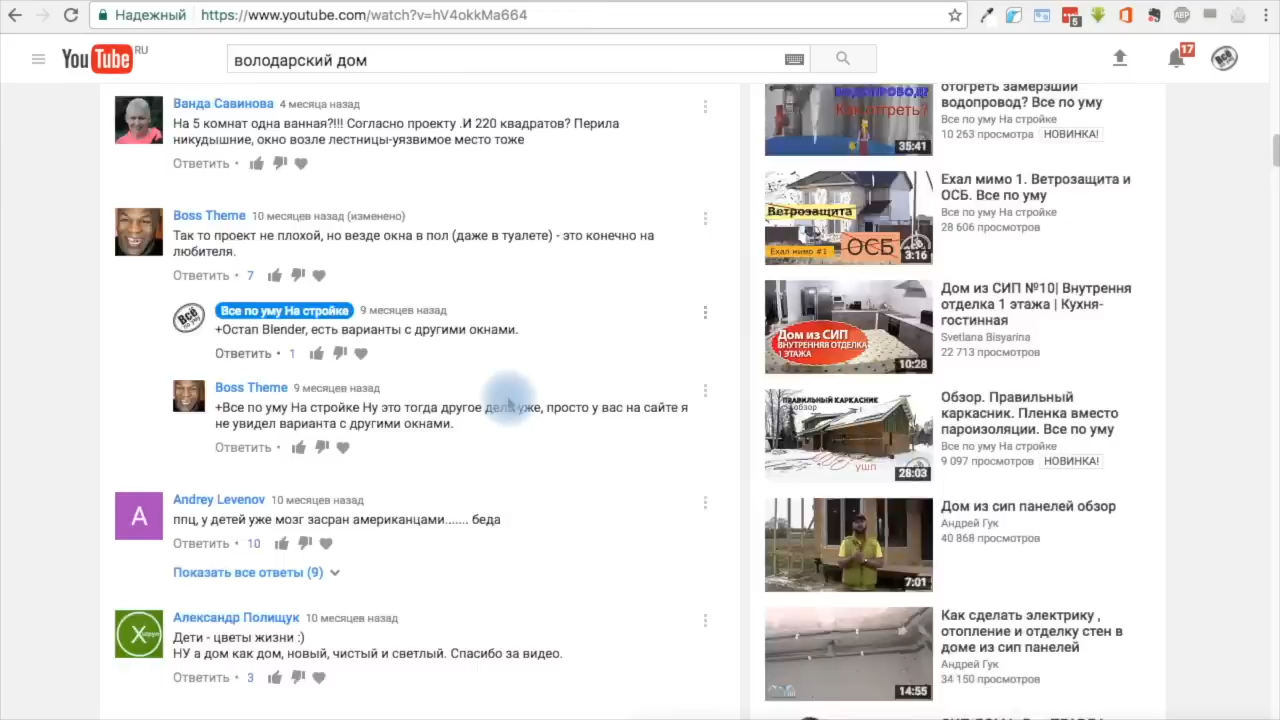 Надежный
https://www.youtube.com/watch?v=hV4okkMa664
5
YouTube RU
володарский дом
17
Всё
Ванда Савинова 4 месяца назад
На 5 комнат одна ванная?!!! Согласно проекту .И 220 квадратов? Перила
никудышние, окно возле лестницы-уязвимое место тоже
Ответить •
Boss Theme 10 месяцев назад (изменено)
Так то проект не плохой, но везде окна в пол (даже в туалете) - это конечно на
любителя.
Ответить • 7
Все по уму На стройке 9 месяцев назад
+Остап Blender, есть варианты с другими окнами.
Ответить • 1
Boss Theme 9 месяцев назад
+Все по уму На стройке Ну это тогда другое дело уже, просто у вас на сайте я
не увидел варианта с другими окнами.
Ответить •
A
Andrey Levenov 10 месяцев назад
ппц, у детей уже мозг засран американцами....... беда
Ответить • 10
Показать все ответы (9)
Александр Полищук 10 месяцев назад
Дети - цветы жизни :)
НУ а дом как дом, новый, чистый и светлый. Спасибо за видео.
Ответить • 3
ВОДОПРОВОД?
Как отреть?
35:41
отогреть замерзший
водопровод? Все по уму
Все по уму На стройке
10 263 просмотра НОВИНКА!
Ветрозащита
ОСБ
Ехал мимо #1
3:16
Ехал мимо 1. Ветрозащита и
ОСБ. Все по уму
Все по уму На стройке
28 606 просмотров
Дом из СИП
ВНУТРЕННЯЯ ОТДЕЛКА
1 ЭТАЖА
10:28
Дом из СИП №10| Внутрення
отделка 1 этажа | Кухня-
гостинная
Svetlana Bisyarina
22 713 просмотров
ПРАВИЛЬНЫЙ КАРКАСНИК
обзор
ушп
28:03
Обзор. Правильный
каркасник. Пленка вместо
пароизоляции. Все по уму
Все по уму На стройке
9 097 просмотров НОВИНКА!
7:01
Дом из сип панелей обзор
Андрей Гук
40 868 просмотров
14:55
Как сделать электрику ,
отопление и отделку стен в
доме из сип панелей
Андрей Гук
34 150 просмотров